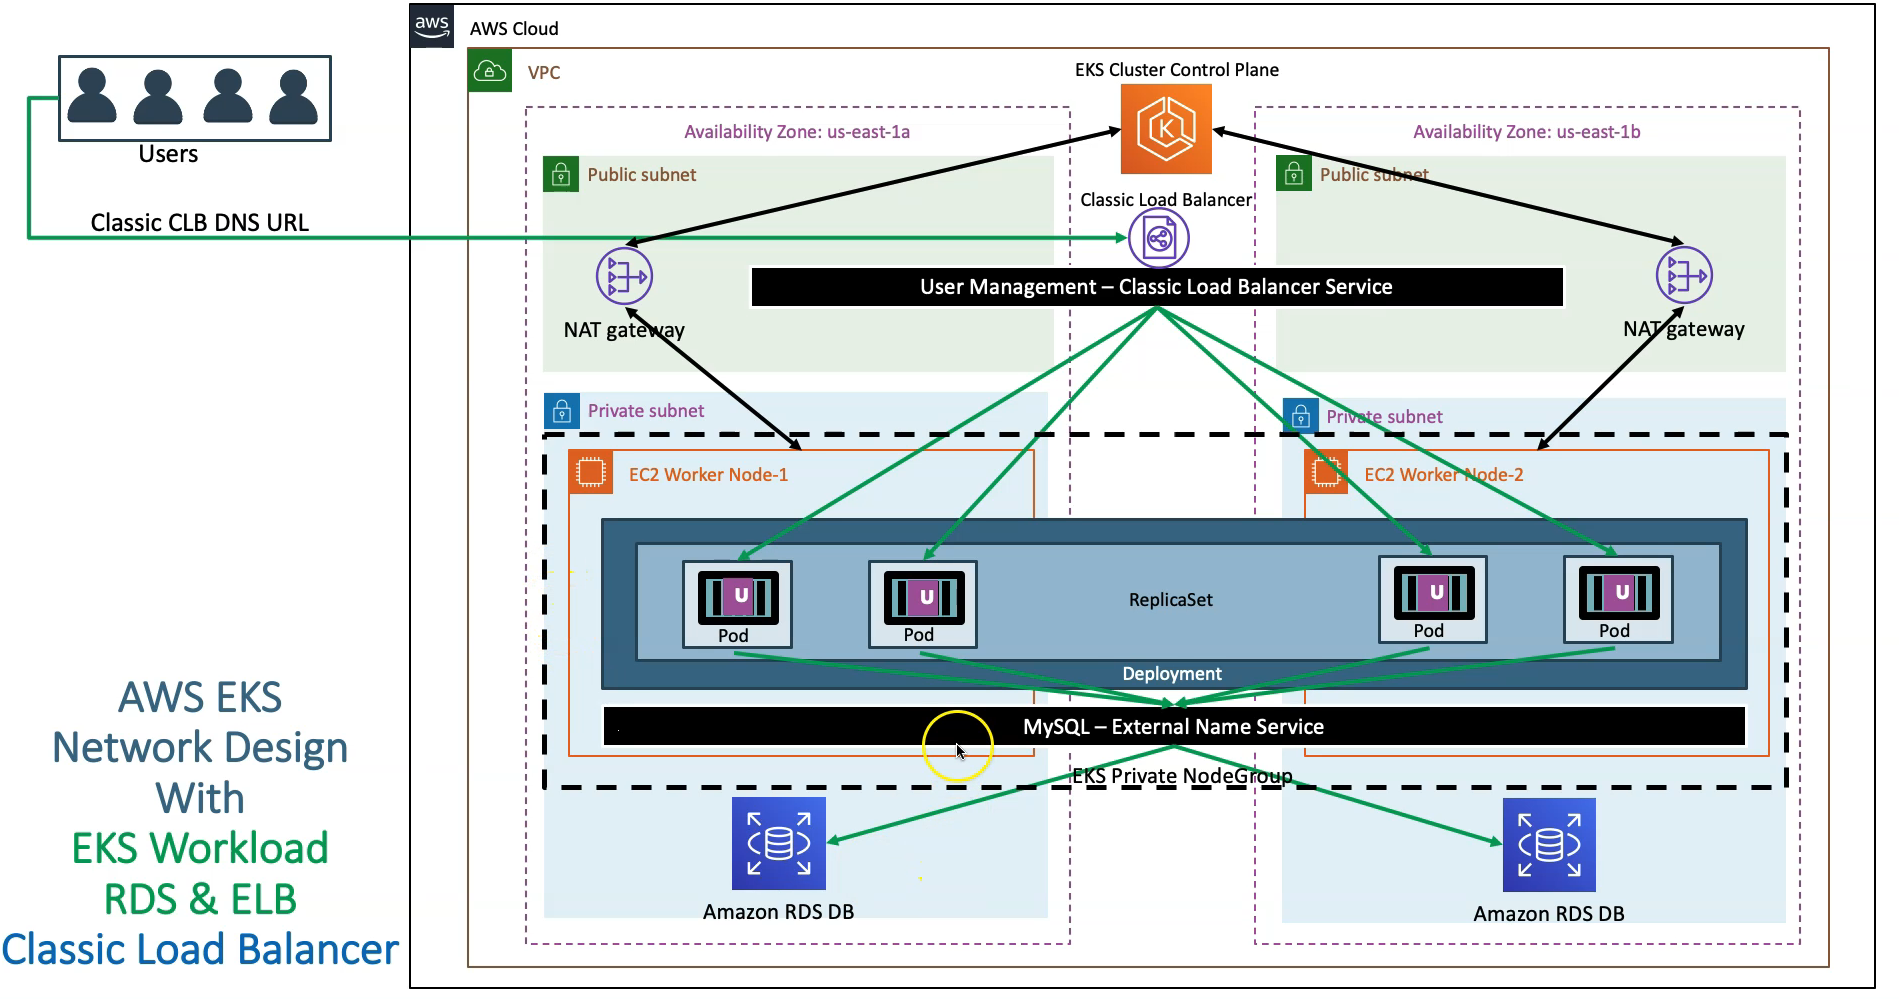 aws
AWS Cloud
VPC
EKS Cluster Control Plane
Availability Zone: us-east-1a
Availability Zone: us-east-1b
Users
Public subnet
Public subnet
Classic Load Balancer
Classic CLB DNS URL
User Management – Classic Load Balancer Service
NAT gateway
NAT gateway
Private subnet
Private subnet
EC2 Worker Node-1
EC2 Worker Node-2
K
U
U
U
U
ReplicaSet
Pod
Pod
Pod
Pod
Deployment
MySQL – External Name Service
EKS Private NodeGroup
Amazon RDS DB
Amazon RDS DB
AWS EKS
Network Design
With
EKS Workload
RDS & ELB
Classic Load Balancer